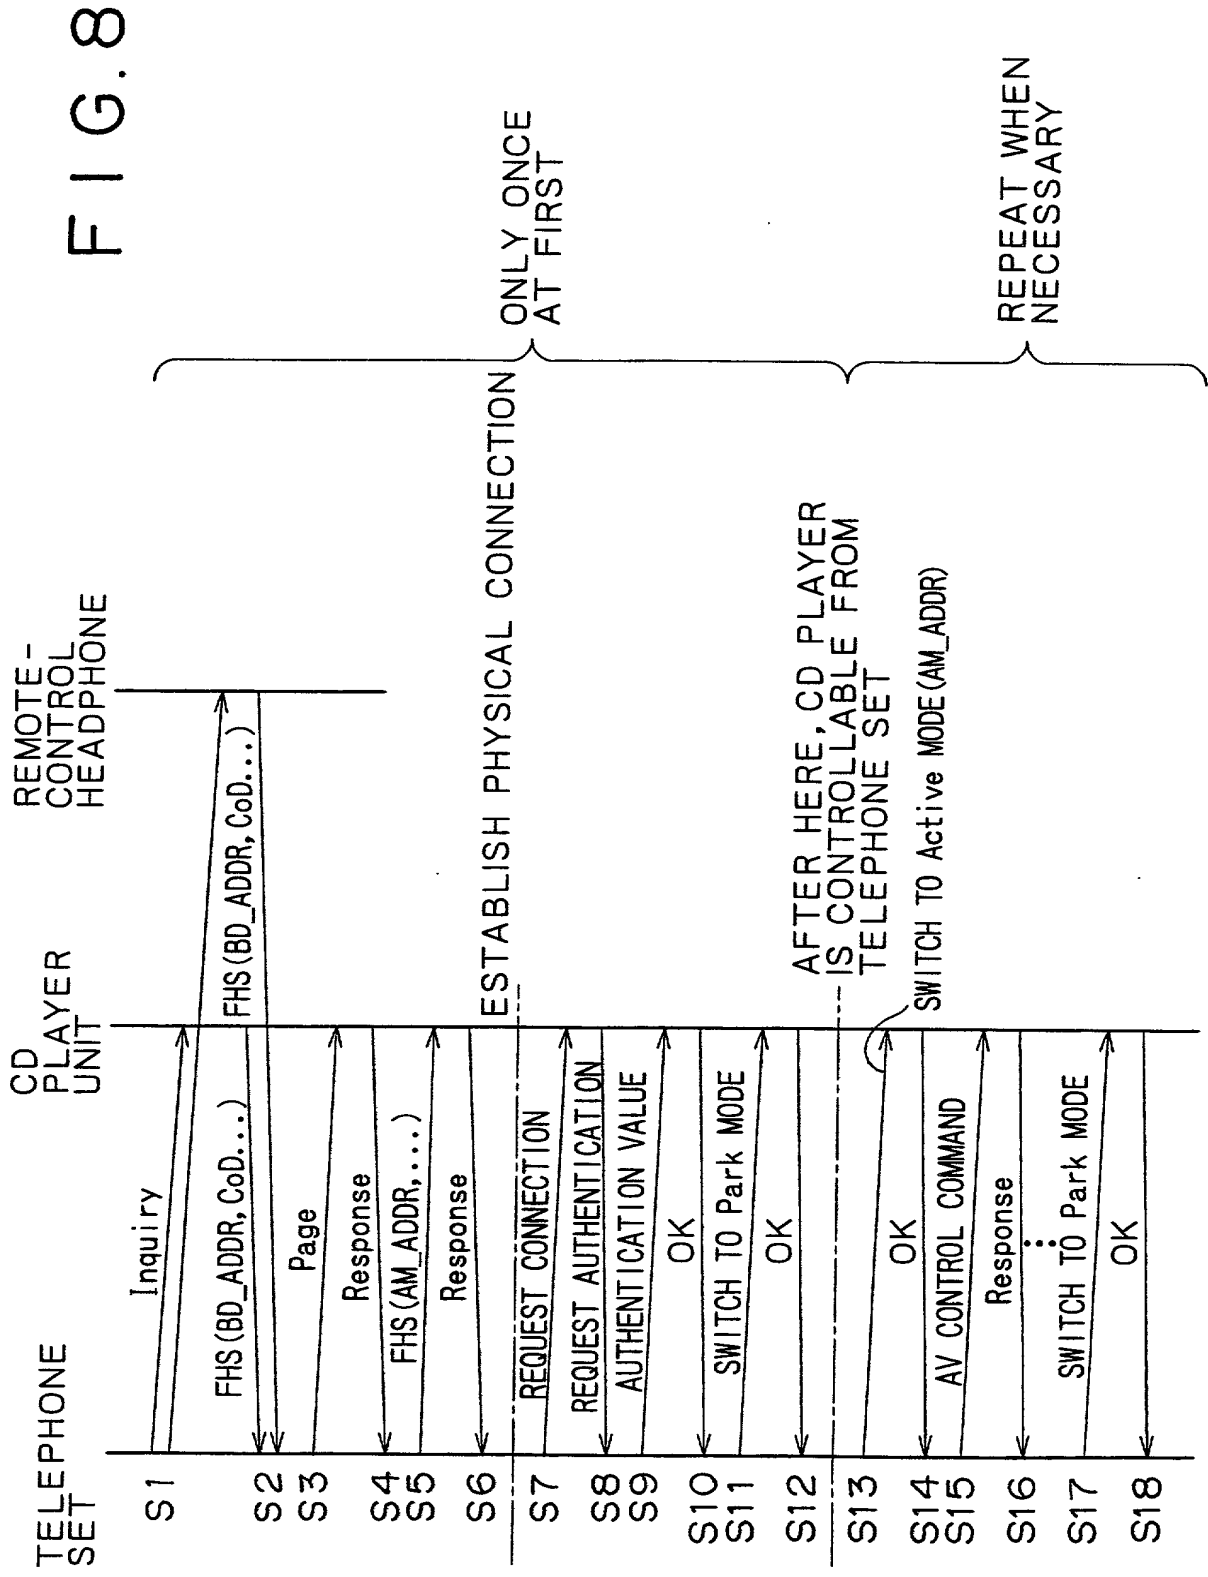 FIG.8
TELEPHONE
SET
CD
PLAYER
UNIT
REMOTE-
CONTROL
HEADPHONE
S1
Inquiry
FHS(BD_ADDR,CoD...)
FHS(BD_ADDR,CoD...)
S2
S3
Page
S4
Response
S5
FHS(AM_ADDR,...)
S6
Response
ESTABLISH PHYSICAL CONNECTION
ONLY ONCE
AT FIRST
S7
REQUEST CONNECTION
S8
REQUEST AUTHENTICATION
S9
AUTHENTICATION VALUE
S10
OK
S11
SWITCH TO Park MODE
S12
OK
AFTER HERE, CD PLAYER
IS CONTROLLABLE FROM
TELEPHONE SET
S13
SWITCH TO Active MODE(AM_ADDR)
S14
OK
S15
AV CONTROL COMMAND
S16
Response
REPEAT WHEN
NECESSARY
S17
SWITCH TO Park MODE
S18
OK